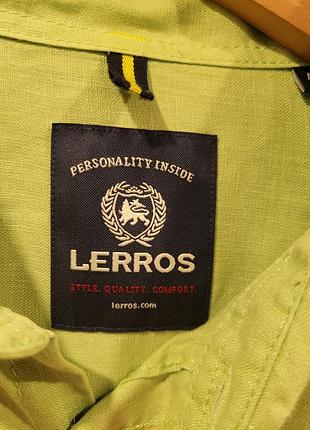 PERSONALITY INSIDE
LERROS
STYLE. QUALITY. COMFORT.
lerros.com